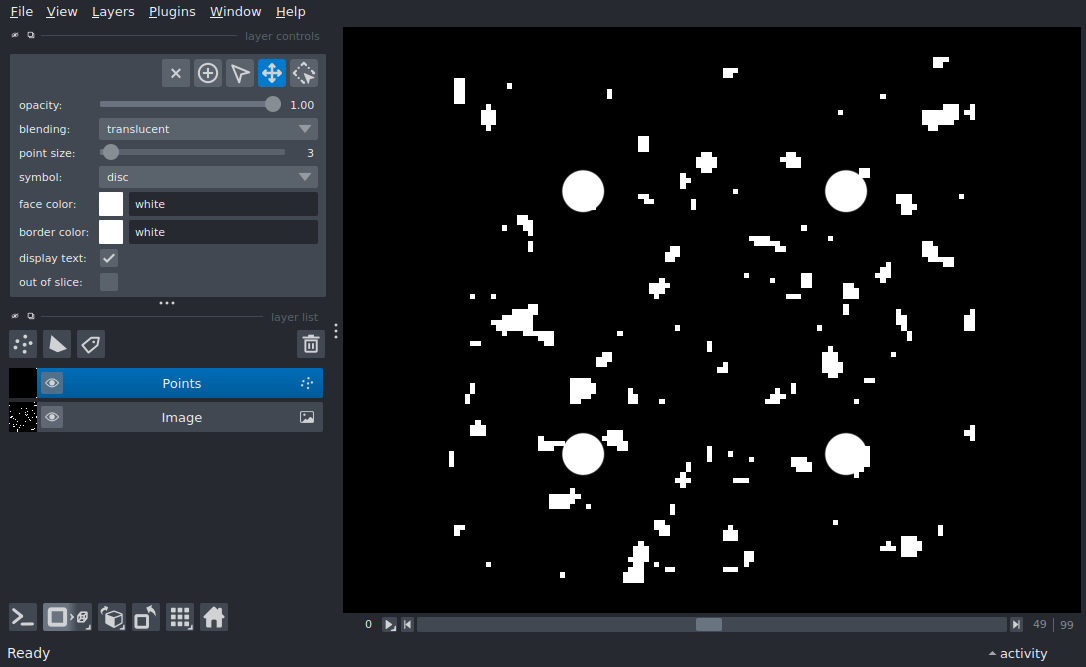 File View Layers Plugins Window Help
layer controls
opacity: 1.00
blending: translucent
point size: 3
symbol: disc
face color: white
border color: white
display text:
out of slice:
layer list
Points
Image
0 49 | 99
Ready activity